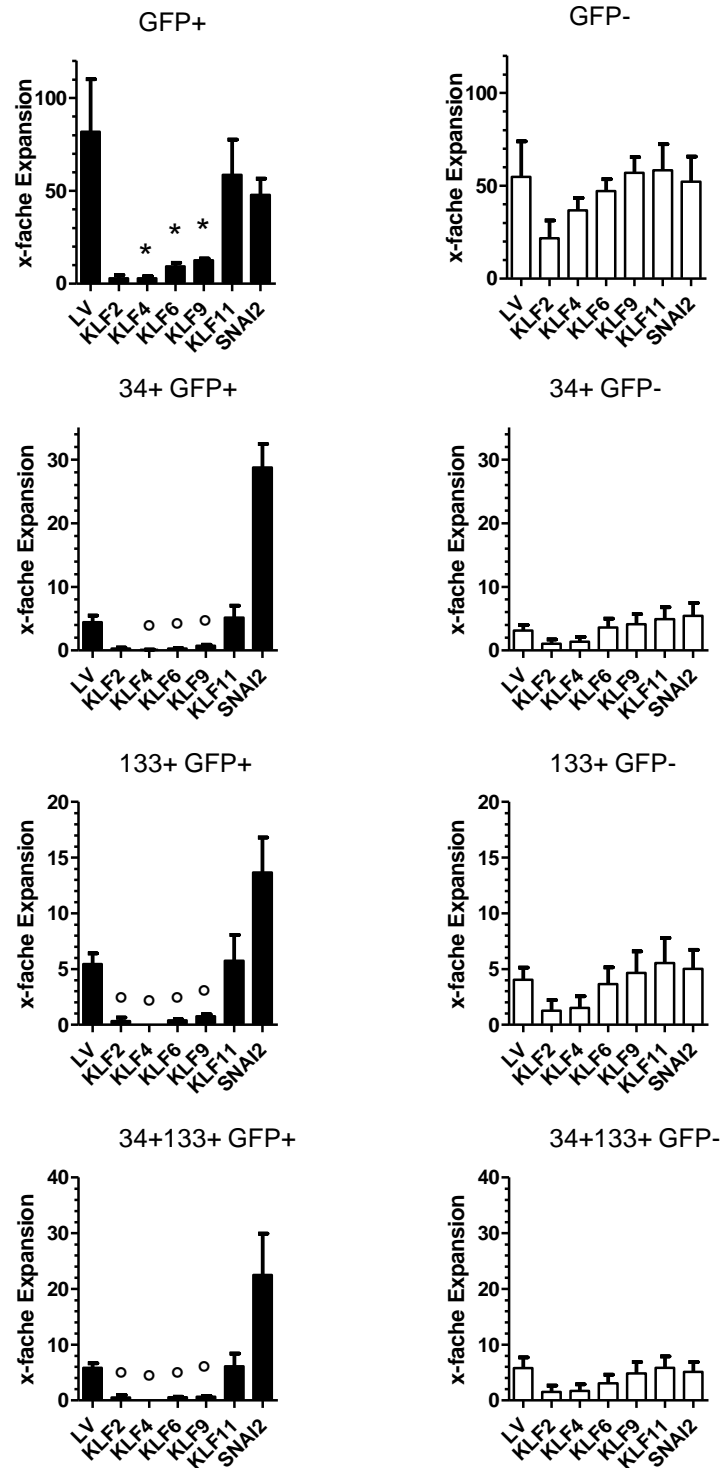 GFP+
x-fache Expansion
100
50
0
*
*
*
LV
KLF2
KLF4
KLF6
KLF9
KLF11
SNAI2
GFP-
x-fache Expansion
100
50
0
LV
KLF2
KLF4
KLF6
KLF9
KLF11
SNAI2
34+ GFP+
x-fache Expansion
30
20
10
0
LV
KLF2
KLF4
KLF6
KLF9
KLF11
SNAI2
34+ GFP-
x-fache Expansion
30
20
10
0
LV
KLF2
KLF4
KLF6
KLF9
KLF11
SNAI2
133+ GFP+
x-fache Expansion
20
15
10
5
0
LV
KLF2
KLF4
KLF6
KLF9
KLF11
SNAI2
133+ GFP-
x-fache Expansion
20
15
10
5
0
LV
KLF2
KLF4
KLF6
KLF9
KLF11
SNAI2
34+133+ GFP+
x-fache Expansion
40
30
20
10
0
LV
KLF2
KLF4
KLF6
KLF9
KLF11
SNAI2
34+133+ GFP-
x-fache Expansion
40
30
20
10
0
LV
KLF2
KLF4
KLF6
KLF9
KLF11
SNAI2